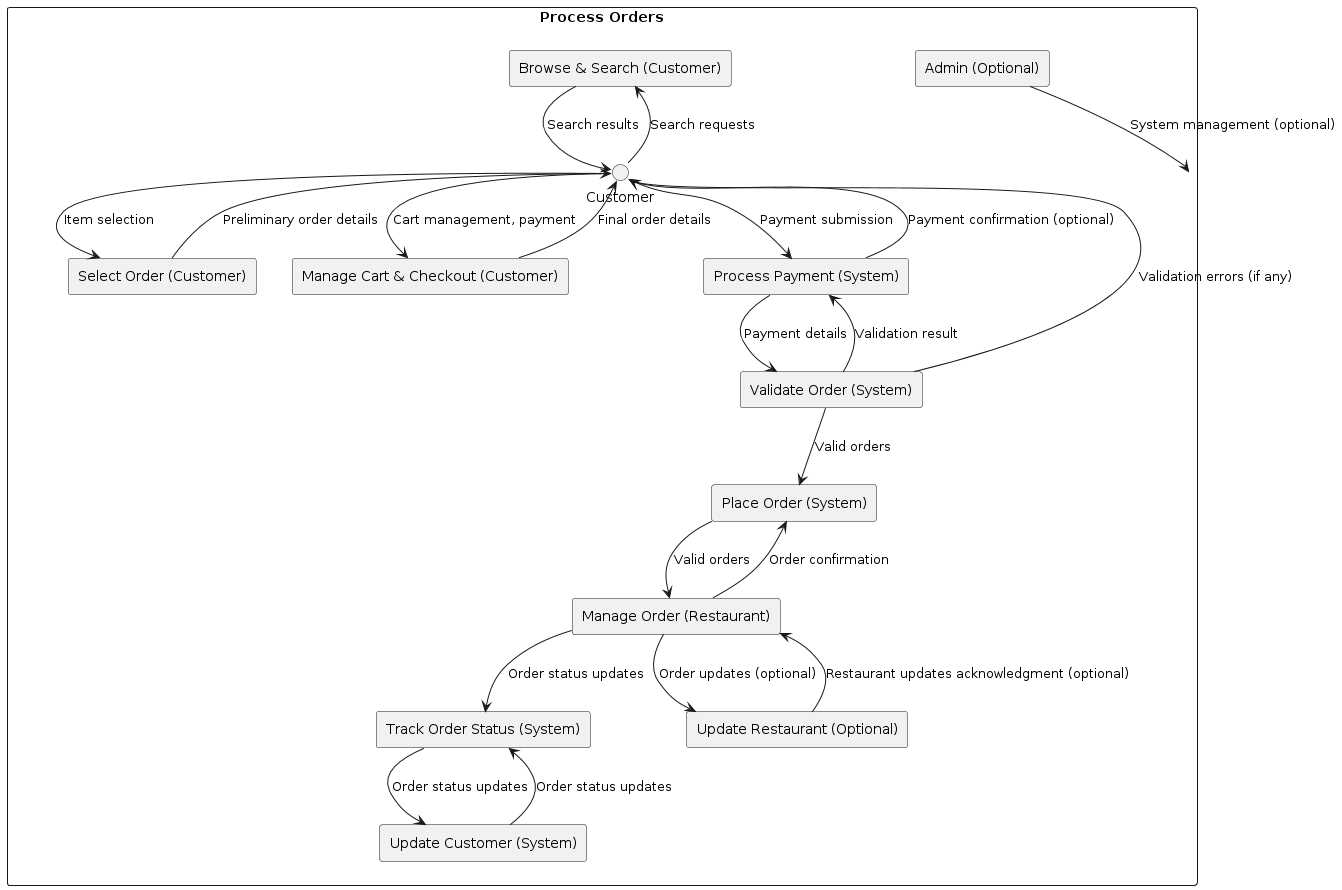 Process Orders
Browse & Search (Customer)
Admin (Optional)
Search results
Search requests
System management (optional)
Customer
Item selection
Preliminary order details
Cart management, payment
Final order details
Payment submission
Payment confirmation (optional)
Select Order (Customer)
Manage Cart & Checkout (Customer)
Process Payment (System)
Validation errors (if any)
Payment details
Validation result
Validate Order (System)
Valid orders
Place Order (System)
Valid orders
Order confirmation
Manage Order (Restaurant)
Order status updates
Order updates (optional)
Restaurant updates acknowledgment (optional)
Track Order Status (System)
Update Restaurant (Optional)
Order status updates
Order status updates
Update Customer (System)